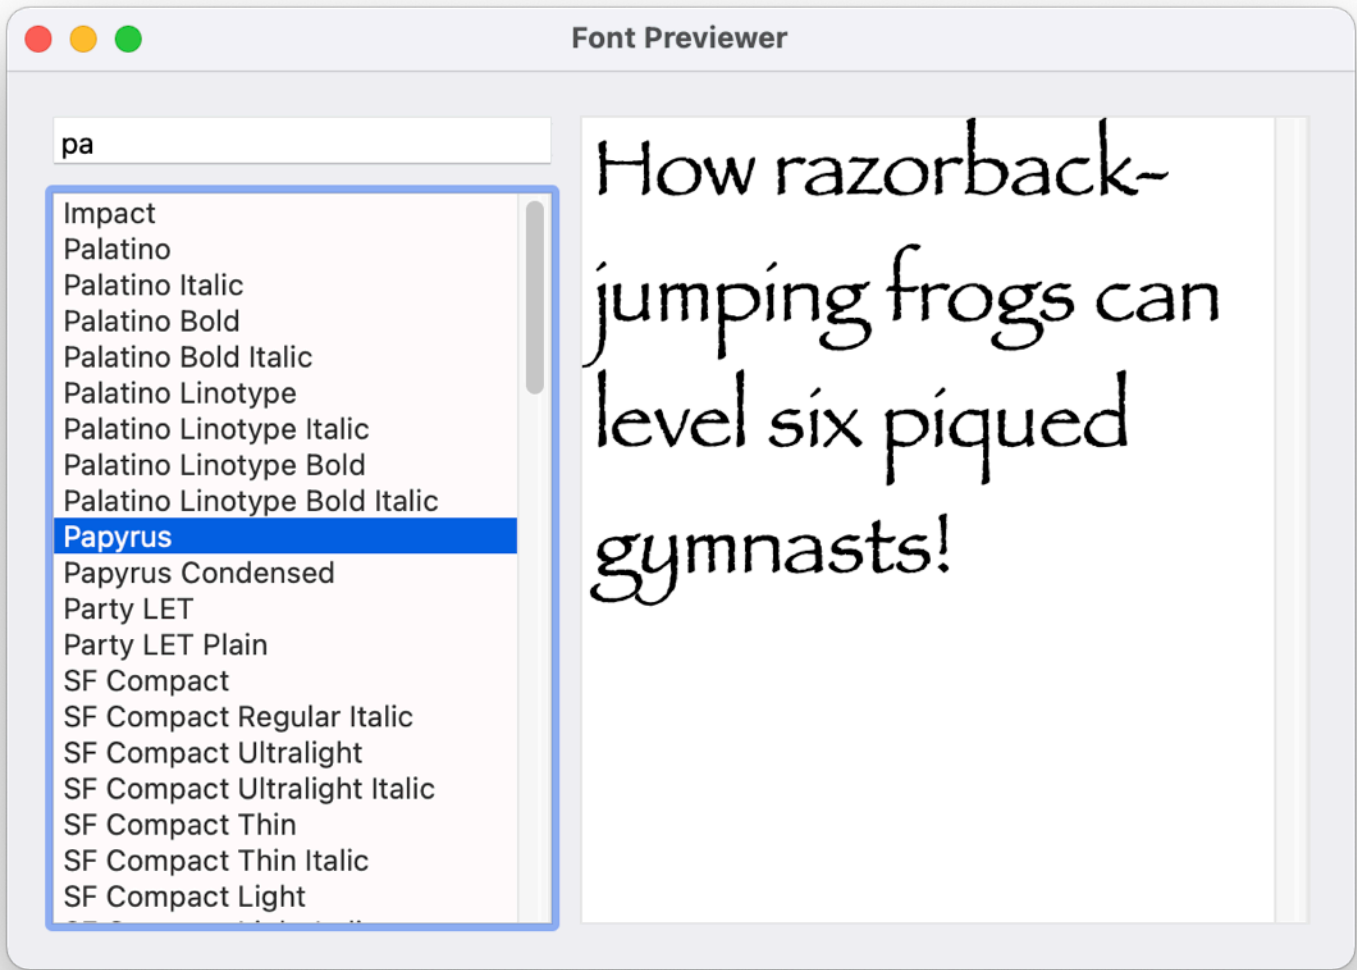 Font Previewer
pa
Impact
Palatino
Palatino Italic
Palatino Bold
Palatino Bold Italic
Palatino Linotype
Palatino Linotype Italic
Palatino Linotype Bold
Palatino Linotype Bold Italic
Papyrus
Papyrus Condensed
Party LET
Party LET Plain
SF Compact
SF Compact Regular Italic
SF Compact Ultralight
SF Compact Ultralight Italic
SF Compact Thin
SF Compact Thin Italic
SF Compact Light
How razorback-
jumping frogs can
level six piqued
gymnasts!